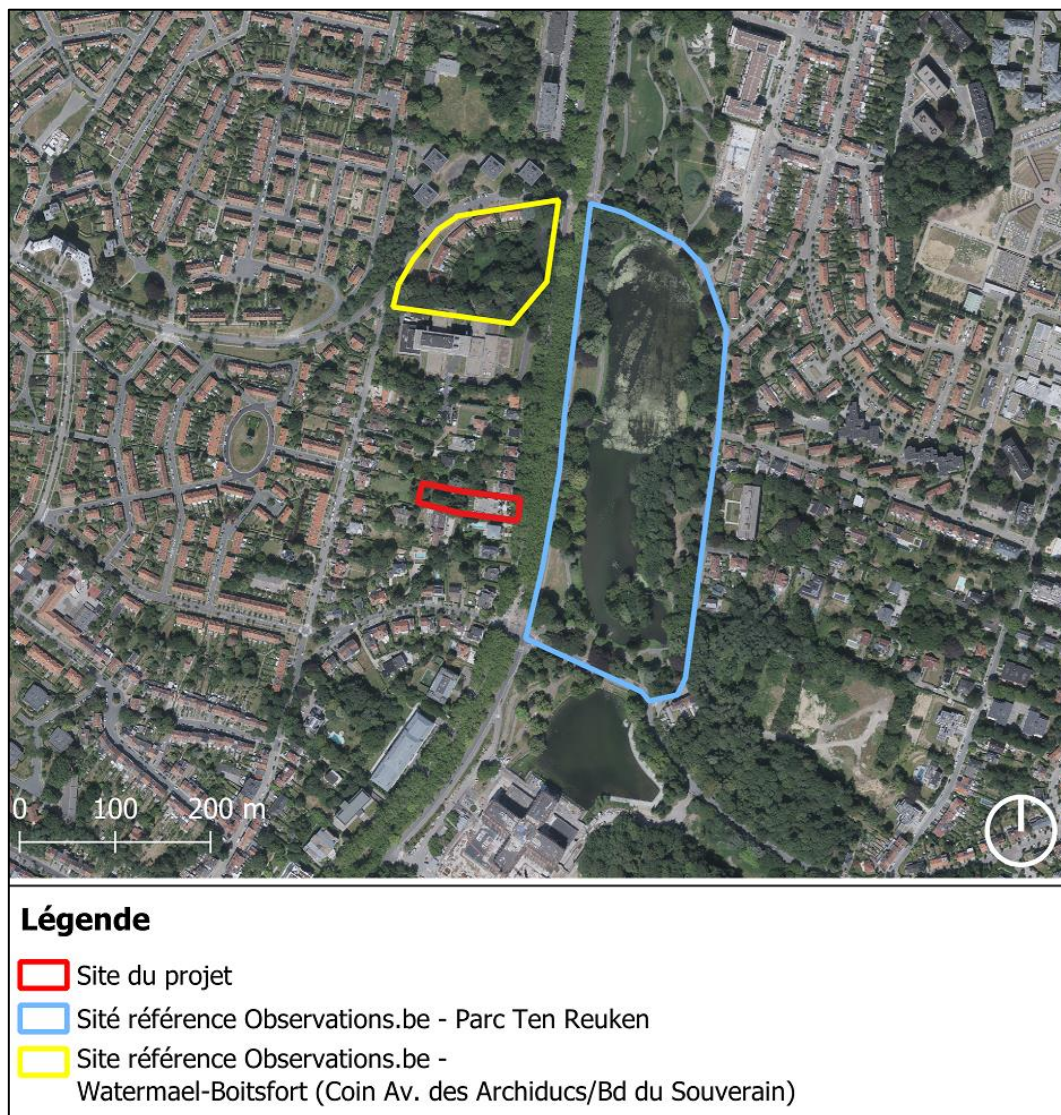 0 100 200 m
Légende
Site du projet
Sité référence Observations.be - Parc Ten Reuken
Site référence Observations.be -
Watermael-Boitsfort (Coin Av. des Archiducs/Bd du Souverain)